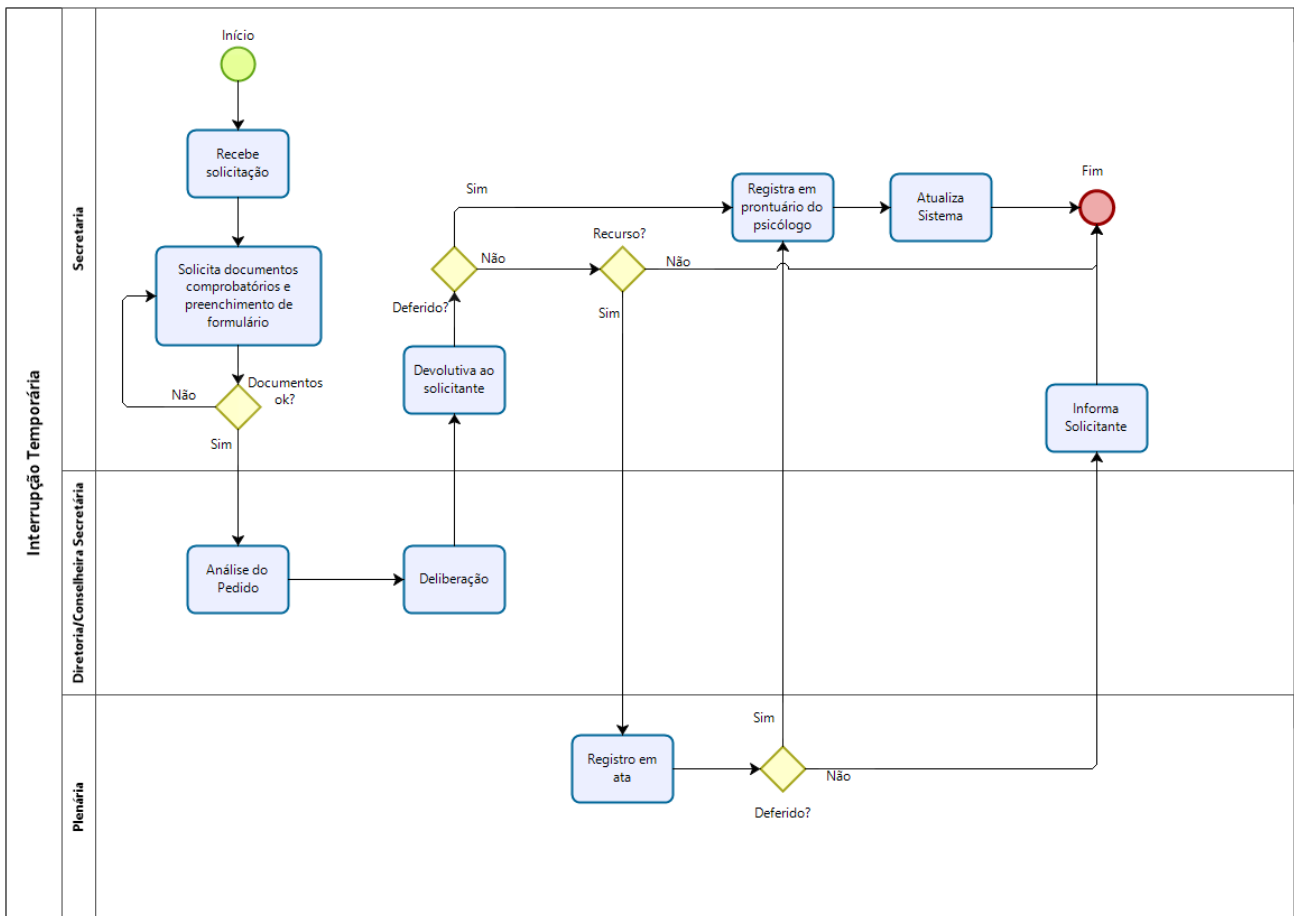 Interrupção Temporária
Secretaria
Início
Recebe
solicitação
Solicita documentos
comprobatórios e
preenchimento de
formulário
Não
Documentos
ok?
Sim
Deferido?
Devolutiva ao
solicitante
Sim
Não
Recurso?
Não
Sim
Registra em
prontuário do
psicólogo
Atualiza
Sistema
Fim
Informa
Solicitante
Diretoria/Conselheira Secretária
Análise do
Pedido
Deliberação
Plenária
Registro em
ata
Sim
Não
Deferido?